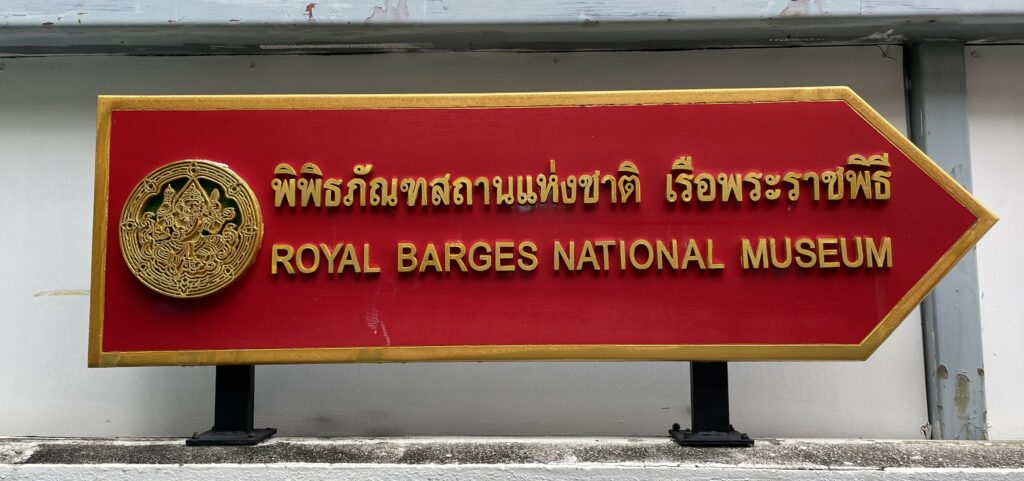 พิพิธภัณฑสถานแห่งชาติ เรือพระราชพิธี
ROYAL BARGES NATIONAL MUSEUM